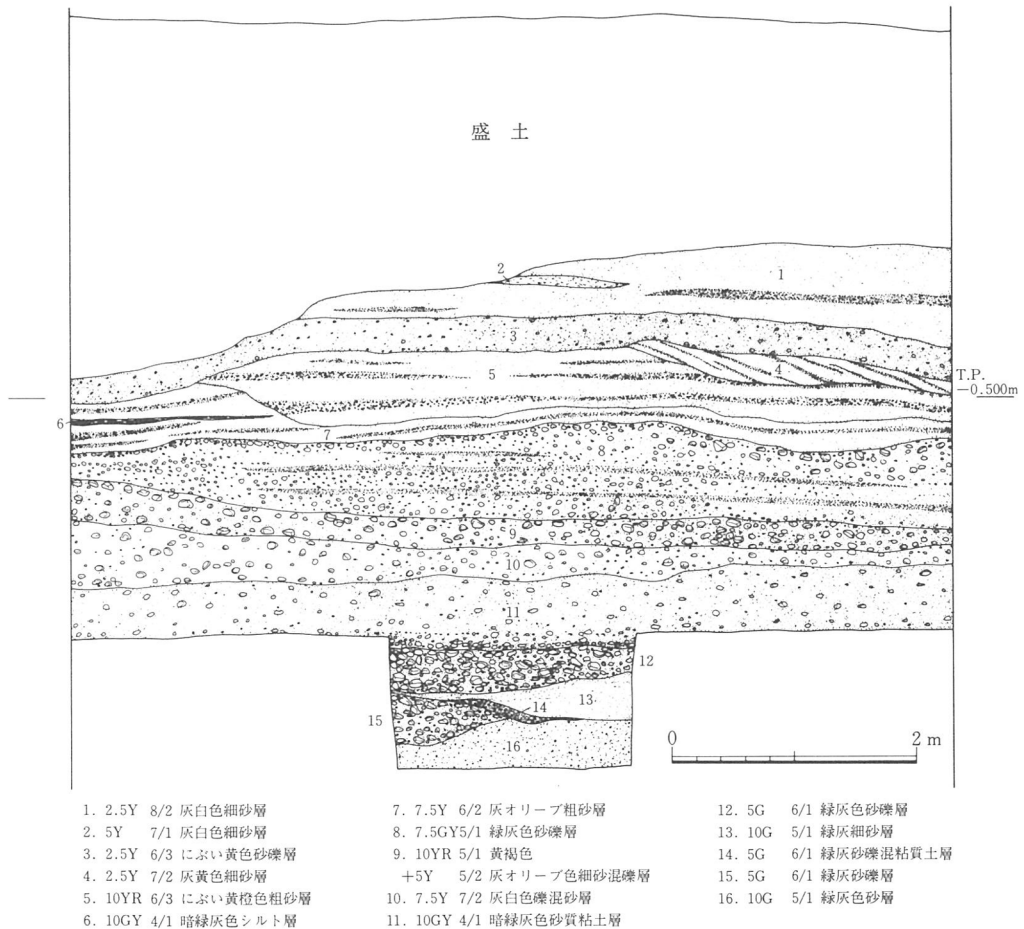 盛 土
2
1
3
4
5
T.P.
-0.500m
6
7
8
9
10
11
12
13
14
15
16
0 2 m
1. 2.5Y 8/2 灰白色細砂層
2. 5Y 7/1 灰白色細砂層
3. 2.5Y 6/3 にぶい黄色砂礫層
4. 2.5Y 7/2 灰黄色細砂層
5. 10YR 6/3 にぶい黄橙色粗砂層
6. 10GY 4/1 暗緑灰色シルト層
7. 7.5Y 6/2 灰オリーブ粗砂層
8. 7.5GY5/1 緑灰色砂礫層
9. 10YR 5/1 黄褐色
+5Y 5/2 灰オリーブ色細砂混礫層
10. 7.5Y 7/2 灰白色礫混砂層
11. 10GY 4/1 暗緑灰色砂質粘土層
12. 5G 6/1 緑灰色砂礫層
13. 10G 5/1 緑灰細砂層
14. 5G 6/1 緑灰砂礫混粘質土層
15. 5G 6/1 緑灰砂礫層
16. 10G 5/1 緑灰色砂層